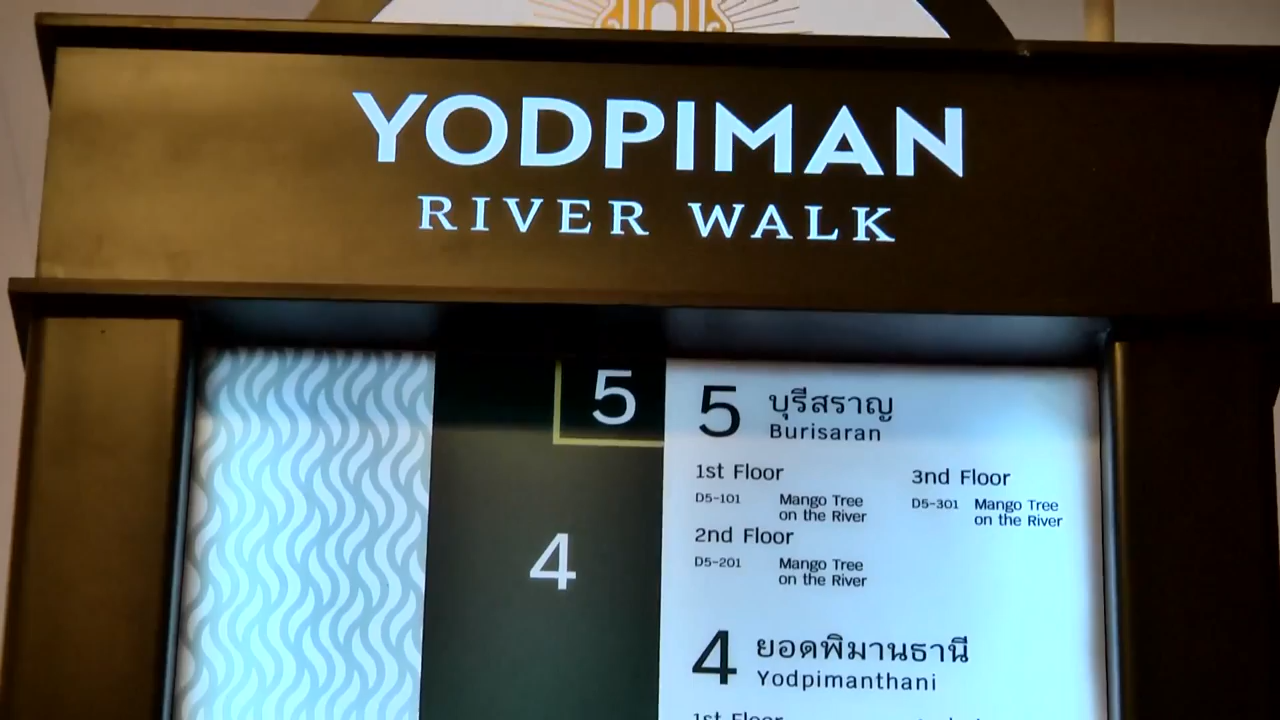 YODPIMAN
RIVER WALK
5
4
5 บุรีสราญ
Burisaran
1st Floor
D5-101 Mango Tree
on the River
2nd Floor
D5-201 Mango Tree
on the River
3nd Floor
D5-301 Mango Tree
on the River
4 ยอดพิมานธานี
Yodpimanthani
1st Floor